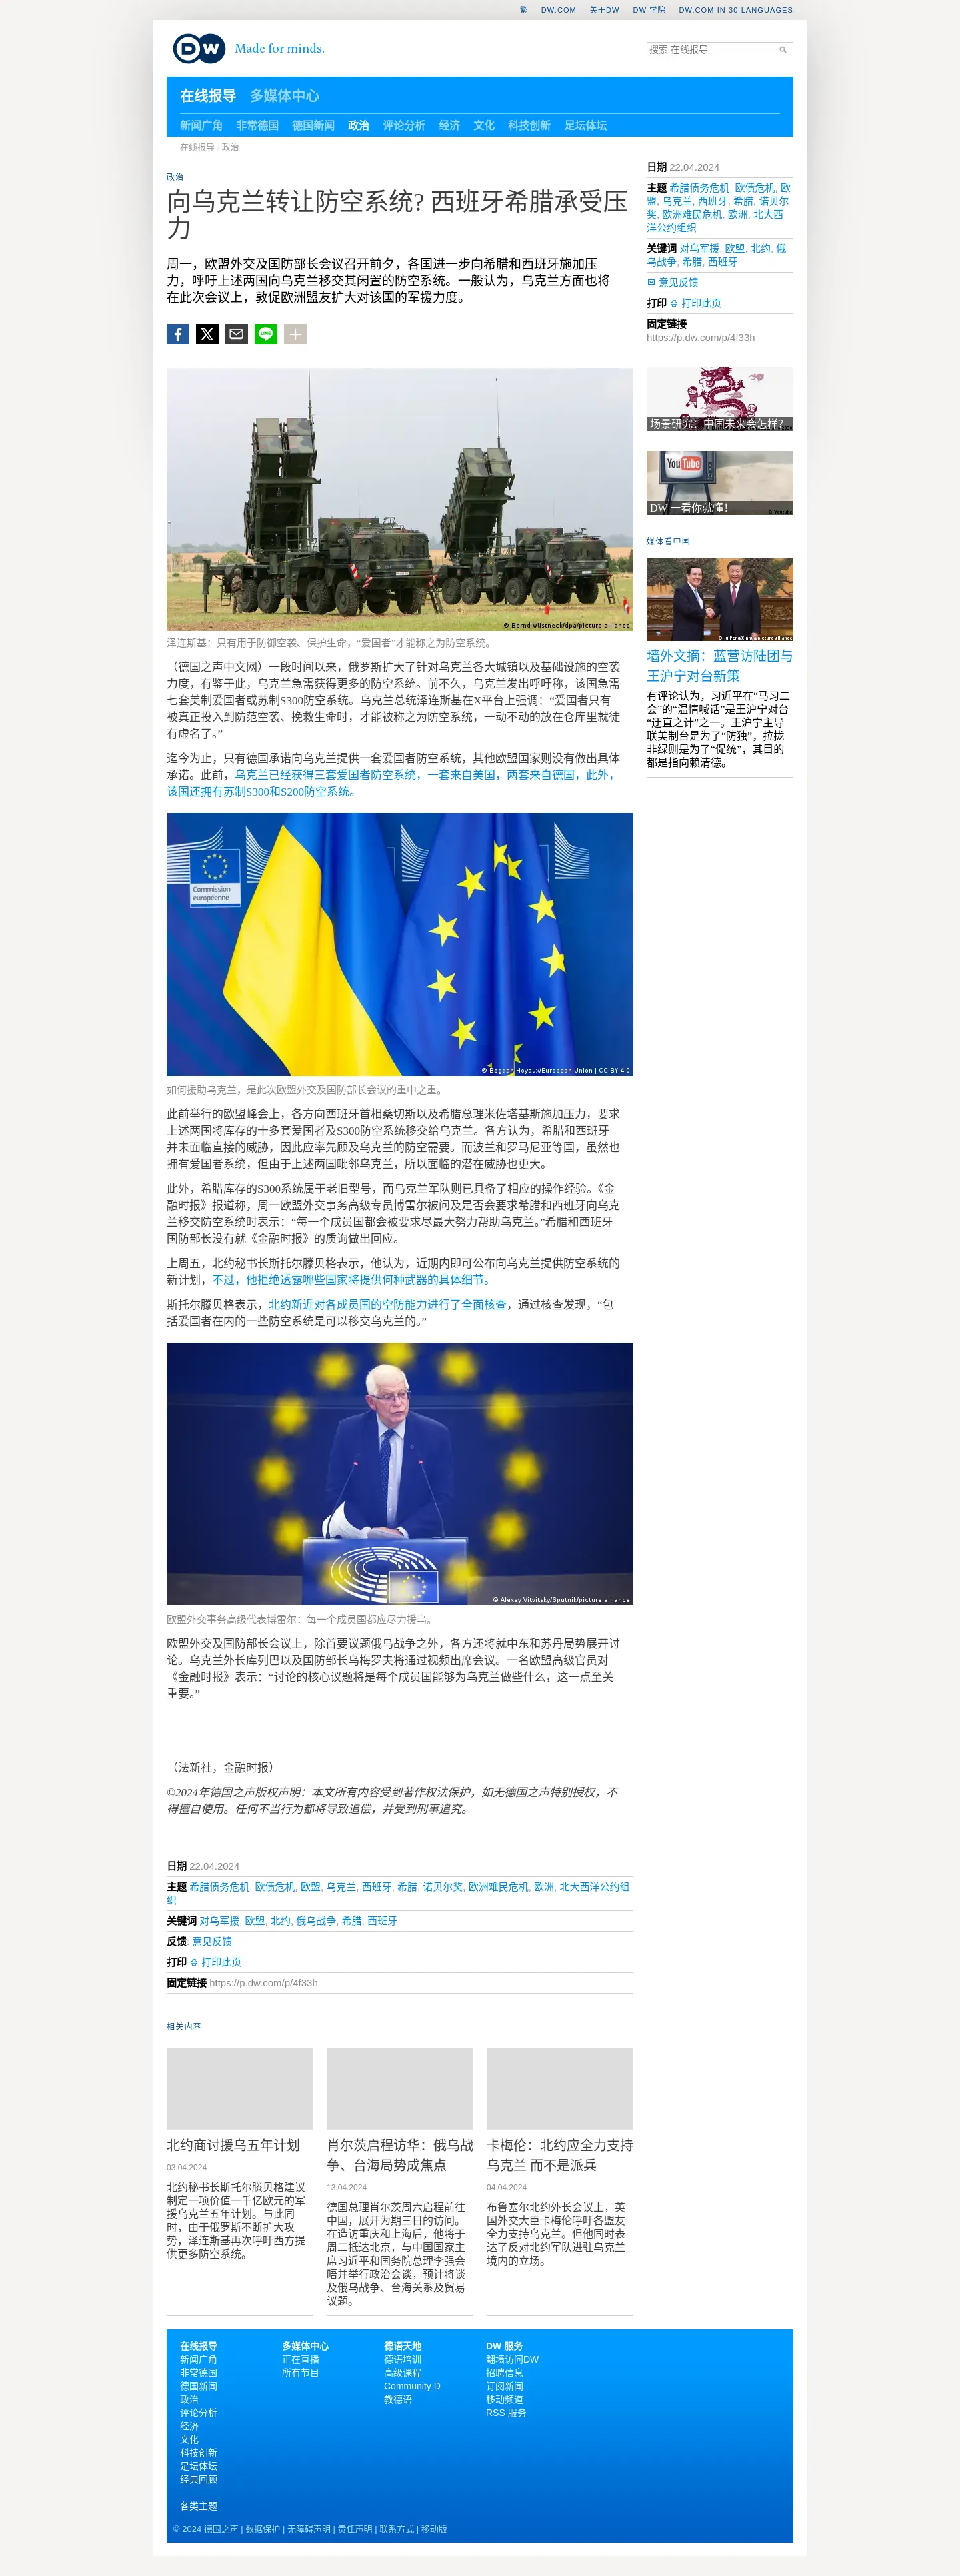 繁 DW.COM 关于DW DW 学院 DW.COM IN 30 LANGUAGES
DW Made for minds.
搜索 在线报导
在线报导 多媒体中心
新闻广角 非常德国 德国新闻 政治 评论分析 经济 文化 科技创新 足坛体坛
在线报导 / 政治
政治
向乌克兰转让防空系统? 西班牙希腊承受压
力
周一，欧盟外交及国防部长会议召开前夕，各国进一步向希腊和西班牙施加压
力，呼吁上述两国向乌克兰移交其闲置的防空系统。一般认为，乌克兰方面也将
在此次会议上，敦促欧洲盟友扩大对该国的军援力度。
LINE
© Bernd Wüstneck/dpa/picture alliance
泽连斯基：只有用于防御空袭、保护生命，“爱国者”才能称之为防空系统。
（德国之声中文网）一段时间以来，俄罗斯扩大了针对乌克兰各大城镇以及基础设施的空袭
力度，有鉴于此，乌克兰急需获得更多的防空系统。前不久，乌克兰发出呼吁称，该国急需
七套美制爱国者或苏制S300防空系统。乌克兰总统泽连斯基在X平台上强调：“爱国者只有
被真正投入到防范空袭、挽救生命时，才能被称之为防空系统，一动不动的放在仓库里就徒
有虚名了。”
迄今为止，只有德国承诺向乌克兰提供一套爱国者防空系统，其他欧盟国家则没有做出具体
承诺。此前，乌克兰已经获得三套爱国者防空系统，一套来自美国，两套来自德国，此外，
该国还拥有苏制S300和S200防空系统。
Commission
européenne
© Bogdan Hoyaux/European Union | CC BY 4.0
如何援助乌克兰，是此次欧盟外交及国防部长会议的重中之重。
此前举行的欧盟峰会上，各方向西班牙首相桑切斯以及希腊总理米佐塔基斯施加压力，要求
上述两国将库存的十多套爱国者及S300防空系统移交给乌克兰。各方认为，希腊和西班牙
并未面临直接的威胁，因此应率先顾及乌克兰的防空需要。而波兰和罗马尼亚等国，虽然也
拥有爱国者系统，但由于上述两国毗邻乌克兰，所以面临的潜在威胁也更大。
此外，希腊库存的S300系统属于老旧型号，而乌克兰军队则已具备了相应的操作经验。《金
融时报》报道称，周一欧盟外交事务高级专员博雷尔被问及是否会要求希腊和西班牙向乌克
兰移交防空系统时表示：“每一个成员国都会被要求尽最大努力帮助乌克兰。”希腊和西班牙
国防部长没有就《金融时报》的质询做出回应。
上周五，北约秘书长斯托尔滕贝格表示，他认为，近期内即可公布向乌克兰提供防空系统的
新计划，不过，他拒绝透露哪些国家将提供何种武器的具体细节。
斯托尔滕贝格表示，北约新近对各成员国的空防能力进行了全面核查，通过核查发现，“包
括爱国者在内的一些防空系统是可以移交乌克兰的。”
© Alexey Vitvitsky/Sputnik/picture alliance
欧盟外交事务高级代表博雷尔：每一个成员国都应尽力援乌。
欧盟外交及国防部长会议上，除首要议题俄乌战争之外，各方还将就中东和苏丹局势展开讨
论。乌克兰外长库列巴以及国防部长乌梅罗夫将通过视频出席会议。一名欧盟高级官员对
《金融时报》表示：“讨论的核心议题将是每个成员国能够为乌克兰做些什么，这一点至关
重要。”
（法新社，金融时报）
©2024年德国之声版权声明：本文所有内容受到著作权法保护，如无德国之声特别授权，不
得擅自使用。任何不当行为都将导致追偿，并受到刑事追究。
日期 22.04.2024
主题 希腊债务危机, 欧债危机, 欧盟, 乌克兰, 西班牙, 希腊, 诺贝尔奖, 欧洲难民危机, 欧洲, 北大西洋公约组
织
关键词 对乌军援, 欧盟, 北约, 俄乌战争, 希腊, 西班牙
反馈: 意见反馈
打印 打印此页
固定链接 https://p.dw.com/p/4f33h
相关内容
北约商讨援乌五年计划
03.04.2024
北约秘书长斯托尔滕贝格建议
制定一项价值一千亿欧元的军
援乌克兰五年计划。与此同
时，由于俄罗斯不断扩大攻
势，泽连斯基再次呼吁西方提
供更多防空系统。
肖尔茨启程访华：俄乌战
争、台海局势成焦点
13.04.2024
德国总理肖尔茨周六启程前往
中国，展开为期三日的访问。
在造访重庆和上海后，他将于
周二抵达北京，与中国国家主
席习近平和国务院总理李强会
晤并举行政治会谈，预计将谈
及俄乌战争、台海关系及贸易
议题。
卡梅伦：北约应全力支持
乌克兰 而不是派兵
04.04.2024
布鲁塞尔北约外长会议上，英
国外交大臣卡梅伦呼吁各盟友
全力支持乌克兰。但他同时表
达了反对北约军队进驻乌克兰
境内的立场。
日期 22.04.2024
主题 希腊债务危机, 欧债危机, 欧
盟, 乌克兰, 西班牙, 希腊, 诺贝尔
奖, 欧洲难民危机, 欧洲, 北大西
洋公约组织
关键词 对乌军援, 欧盟, 北约, 俄
乌战争, 希腊, 西班牙
意见反馈
打印 打印此页
固定链接
https://p.dw.com/p/4f33h
场景研究：中国未来会怎样？
YouTube
DW 一看你就懂！
© Youtube
媒体看中国
© Ju Peng/Xinhua/picture alliance
墙外文摘：蓝营访陆团与
王沪宁对台新策
有评论认为，习近平在“马习二
会”的“温情喊话”是王沪宁对台
“迂直之计”之一。王沪宁主导
联美制台是为了“防独”，拉拢
非绿则是为了“促统”，其目的
都是指向赖清德。
在线报导
新闻广角
非常德国
德国新闻
政治
评论分析
经济
文化
科技创新
足坛体坛
经典回顾
各类主题
多媒体中心
正在直播
所有节目
德语天地
德语培训
高级课程
Community D
教德语
DW 服务
翻墙访问DW
招聘信息
订阅新闻
移动频道
RSS 服务
© 2024 德国之声 | 数据保护 | 无障碍声明 | 责任声明 | 联系方式 | 移动版